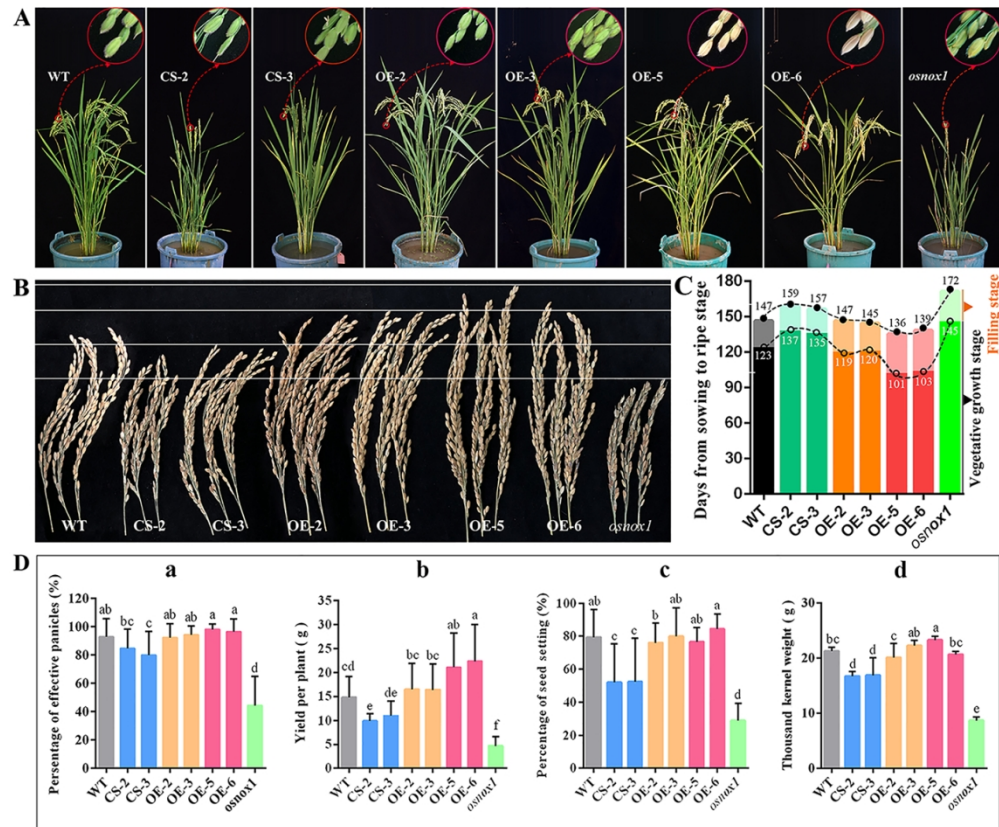 A
WT
CS-2
CS-3
OE-2
OE-3
OE-5
OE-6
osnox1
B
WT
CS-2
CS-3
OE-2
OE-3
OE-5
OE-6
osnox1
C
Days from sowing to ripe stage
180
150
120
90
60
30
0
147
159
157
147
145
136
139
172
123
137
135
119
120
101
103
145
WT
CS-2
CS-3
OE-2
OE-3
OE-5
OE-6
osnox1
Filling stage
Vegetative growth stage
D
a
Persentage of effective panicles (%)
120
100
80
60
40
20
0
ab
bc
c
ab
ab
a
a
d
WT
CS-2
CS-3
OE-2
OE-3
OE-5
OE-6
osnox1
b
Yield per plant ( g )
35
30
25
20
15
10
5
0
cd
e
de
bc
bc
ab
a
f
WT
CS-2
CS-3
OE-2
OE-3
OE-5
OE-6
osnox1
c
Percentage of seed setting (%)
100
80
60
40
20
0
ab
c
c
b
ab
ab
a
d
WT
CS-2
CS-3
OE-2
OE-3
OE-5
OE-6
osnox1
d
Thousand kernel weight ( g )
30
20
10
0
bc
d
d
c
ab
a
bc
e
WT
CS-2
CS-3
OE-2
OE-3
OE-5
OE-6
osnox1